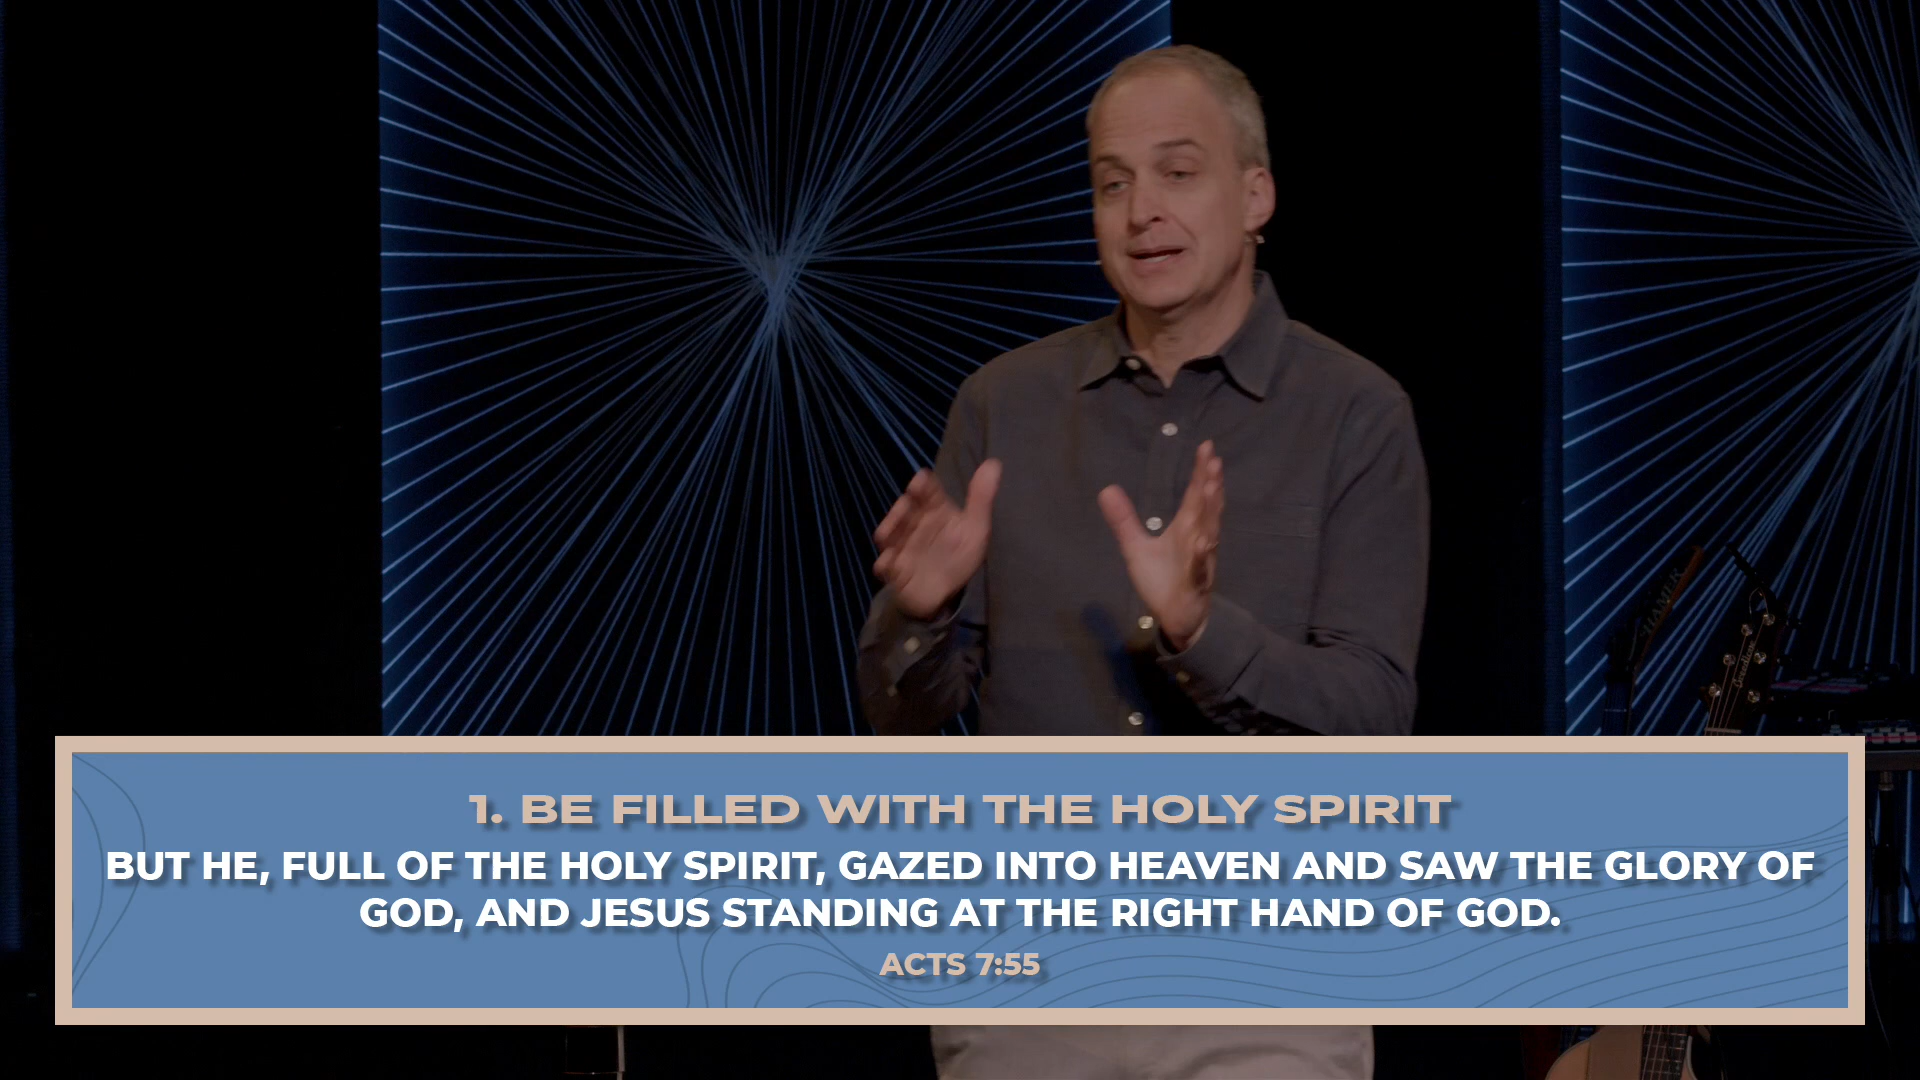 1. BE FILLED WITH THE HOLY SPIRIT
BUT HE, FULL OF THE HOLY SPIRIT, GAZED INTO HEAVEN AND SAW THE GLORY OF
GOD, AND JESUS STANDING AT THE RIGHT HAND OF GOD.
ACTS 7:55
HAMER